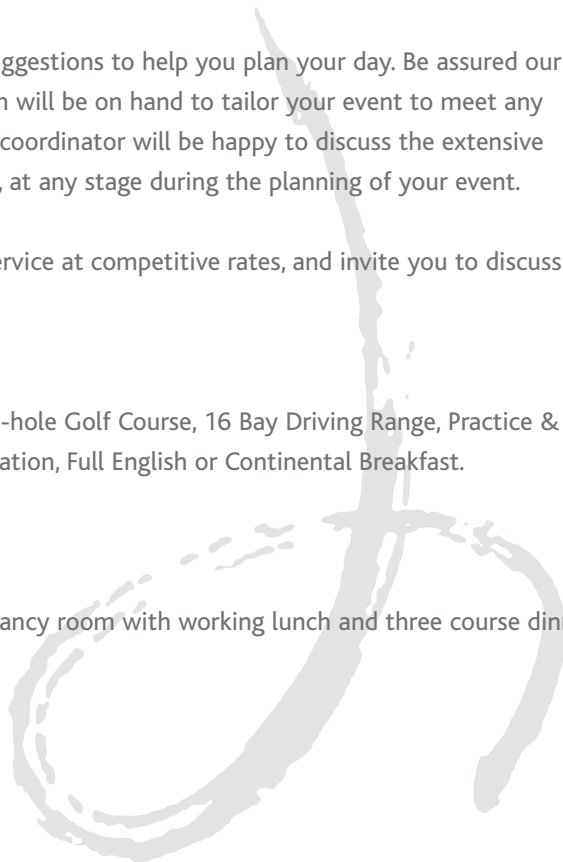 ggestions to help you plan your day. Be assured our
n will be on hand to tailor your event to meet any
coordinator will be happy to discuss the extensive
, at any stage during the planning of your event.
ervice at competitive rates, and invite you to discuss
-hole Golf Course, 16 Bay Driving Range, Practice &
ation, Full English or Continental Breakfast.
ancy room with working lunch and three course din